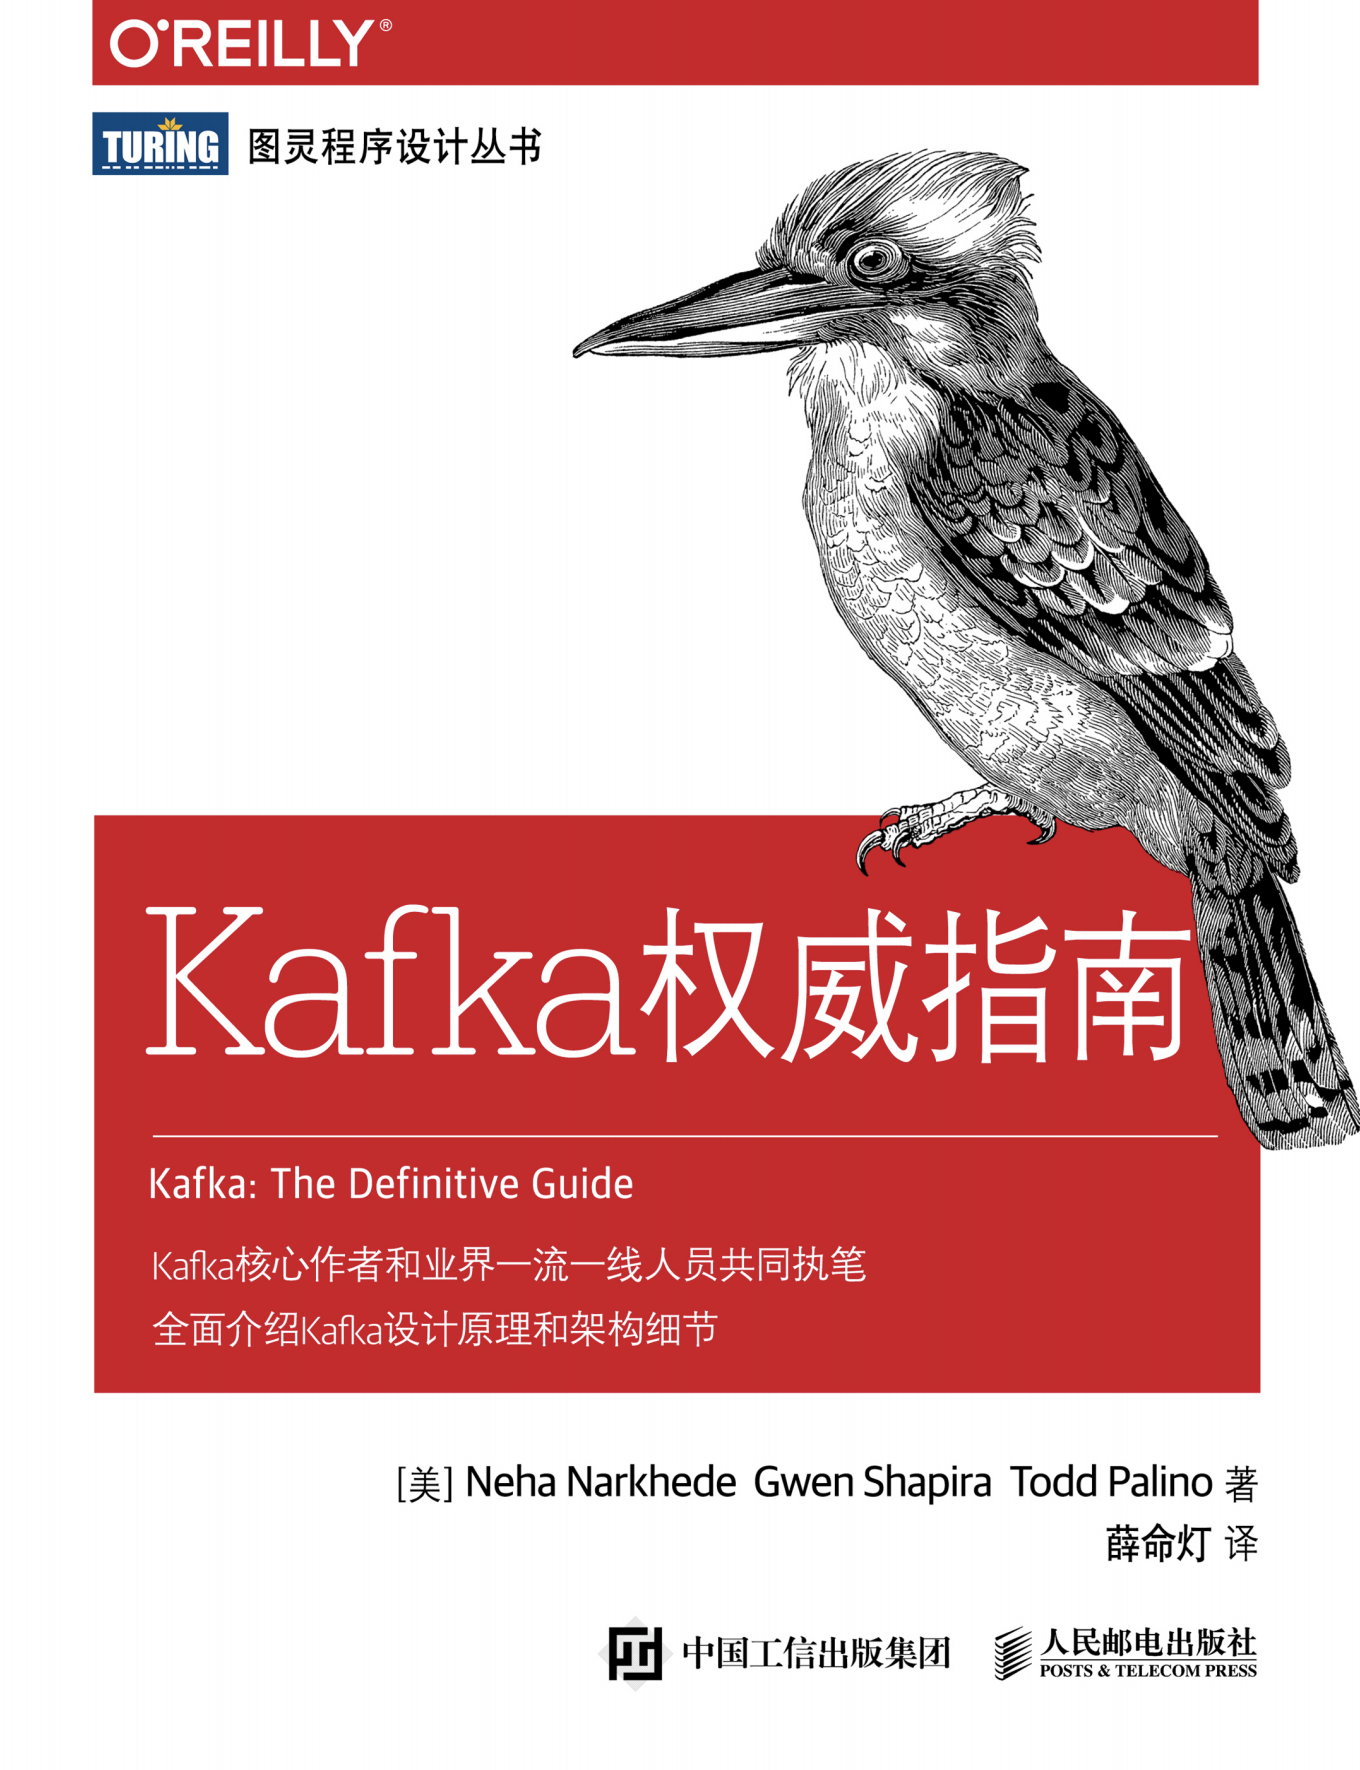 O'REILLY®
TURING 图灵程序设计丛书
Kafka权威指南
Kafka: The Definitive Guide
Kafka核心作者和业界一流一线人员共同执笔
全面介绍Kafka设计原理和架构细节
[美] Neha Narkhede Gwen Shapira Todd Palino 著
薛命灯 译
中国工信出版集团 人民邮电出版社
POSTS & TELECOM PRESS